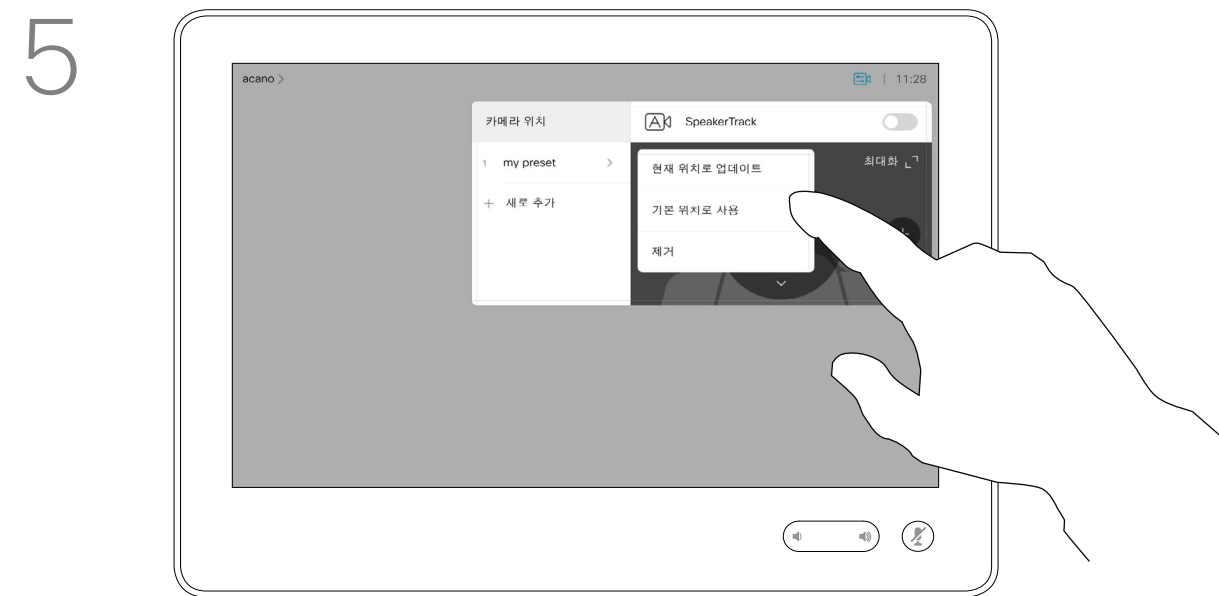 5
acano >
11:28
카메라 위치
SpeakerTrack
1 my preset >
최대화
현재 위치로 업데이트
+ 새로 추가
기본 위치로 사용
제거